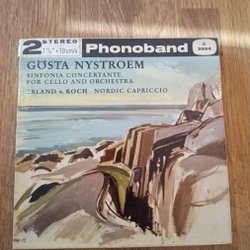 2 STEREO
7½" • 19 cm/s
Phonoband
GÖSTA NYSTROEM
SINFONIA CONCERTANTE
FOR CELLO AND ORCHESTRA
ERLAND v. KOCH NORDIC CAPRICCIO